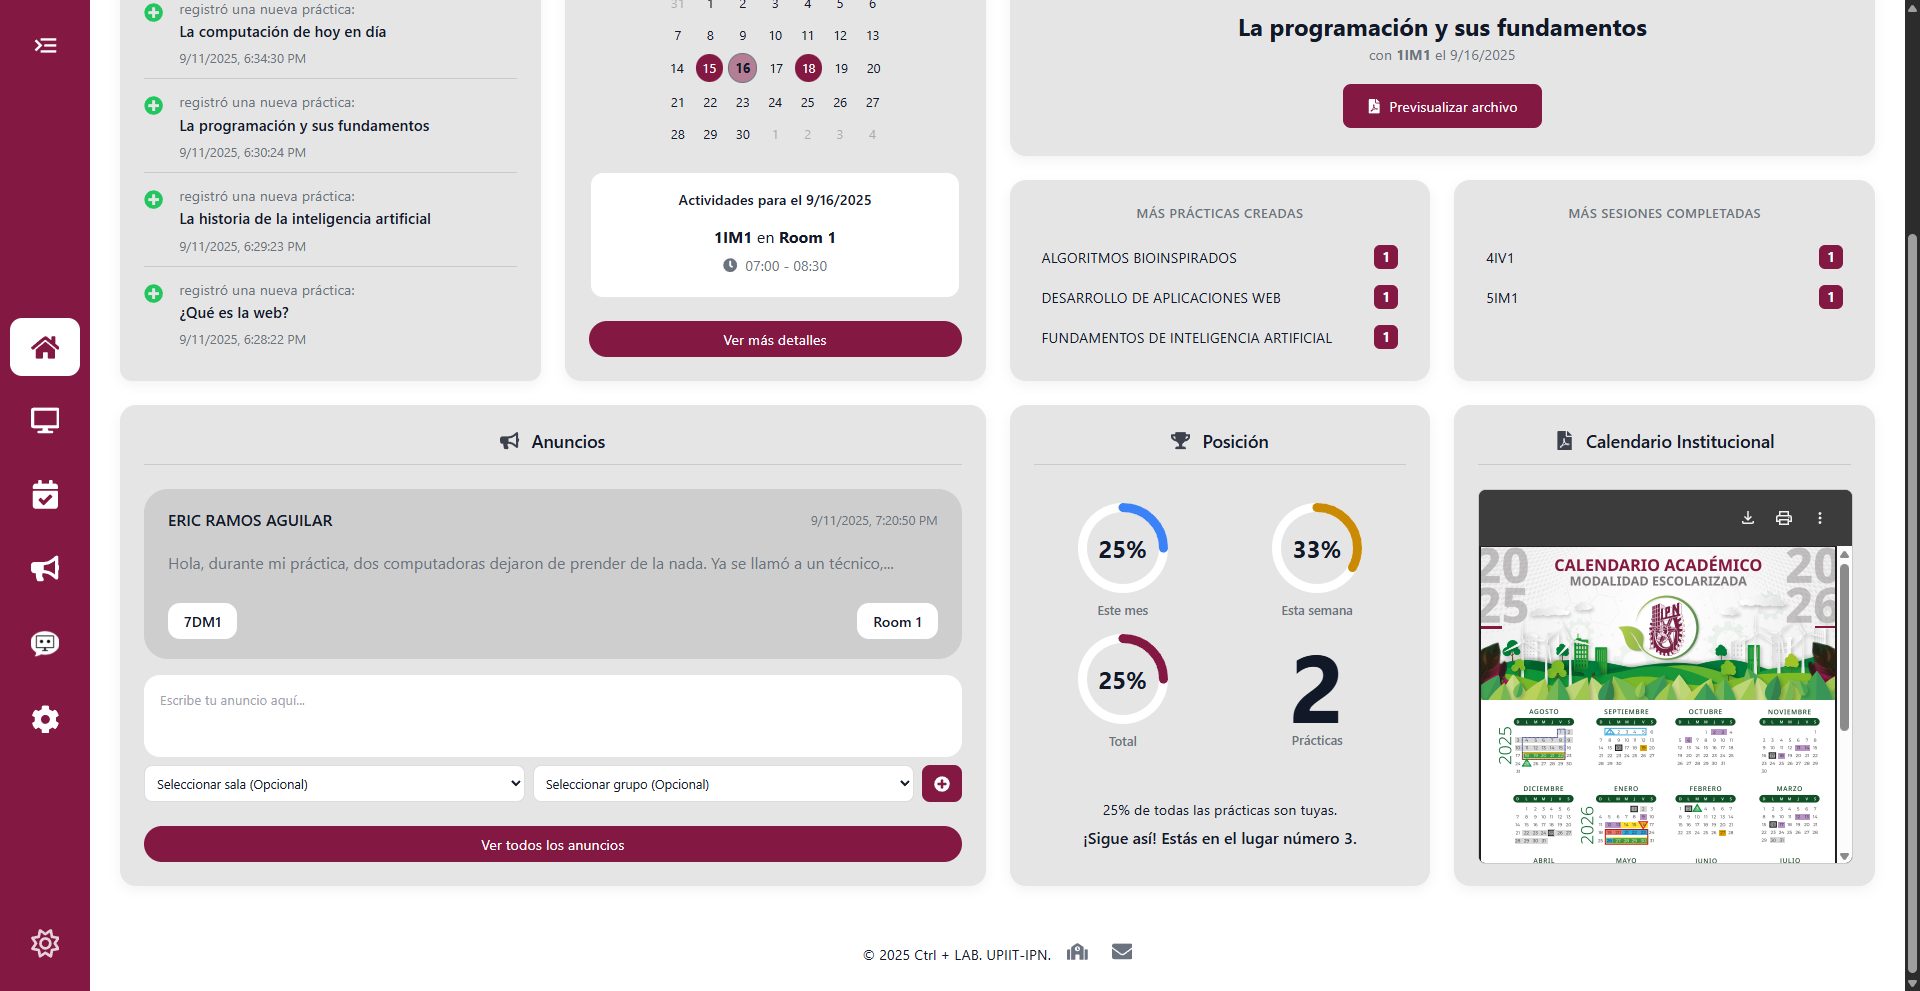 registró una nueva práctica:
La computación de hoy en día
9/11/2025, 6:34:30 PM
registró una nueva práctica:
La programación y sus fundamentos
9/11/2025, 6:30:24 PM
registró una nueva práctica:
La historia de la inteligencia artificial
9/11/2025, 6:29:23 PM
registró una nueva práctica:
¿Qué es la web?
9/11/2025, 6:28:22 PM
31 1 2 3 4 5 6
7 8 9 10 11 12 13
14 15 16 17 18 19 20
21 22 23 24 25 26 27
28 29 30 1 2 3 4
Actividades para el 9/16/2025
1IM1 en Room 1
07:00 - 08:30
Ver más detalles
La programación y sus fundamentos
con 1IM1 el 9/16/2025
Previsualizar archivo
MÁS PRÁCTICAS CREADAS
ALGORITMOS BIOINSPIRADOS 1
DESARROLLO DE APLICACIONES WEB 1
FUNDAMENTOS DE INTELIGENCIA ARTIFICIAL 1
MÁS SESIONES COMPLETADAS
4IV1 1
5IM1 1
Anuncios
ERIC RAMOS AGUILAR 9/11/2025, 7:20:50 PM
Hola, durante mi práctica, dos computadoras dejaron de prender de la nada. Ya se llamó a un técnico,...
7DM1 Room 1
Escribe tu anuncio aquí...
Seleccionar sala (Opcional) Seleccionar grupo (Opcional)
Ver todos los anuncios
Posición
25% 33%
Este mes Esta semana
25% 2
Total Prácticas
25% de todas las prácticas son tuyas.
¡Sigue así! Estás en el lugar número 3.
Calendario Institucional
2025 CALENDARIO ACADÉMICO 2026
MODALIDAD ESCOLARIZADA
IPN
2025
AGOSTO SEPTIEMBRE OCTUBRE NOVIEMBRE
DICIEMBRE ENERO FEBRERO MARZO
2026
ABRIL MAYO JUNIO JULIO
© 2025 Ctrl + LAB. UPIIT-IPN.